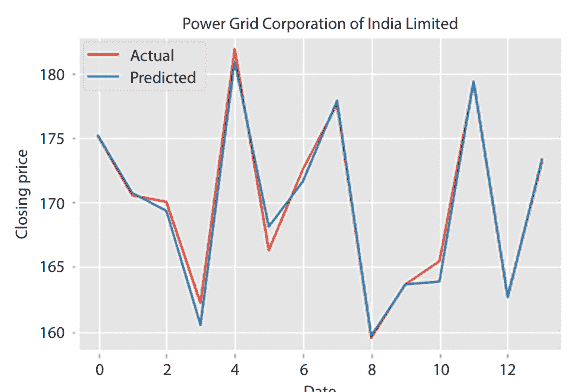 Power Grid Corporation of India Limited
Actual
Predicted
180
175
170
165
160
Closing price
0 2 4 6 8 10 12
Date